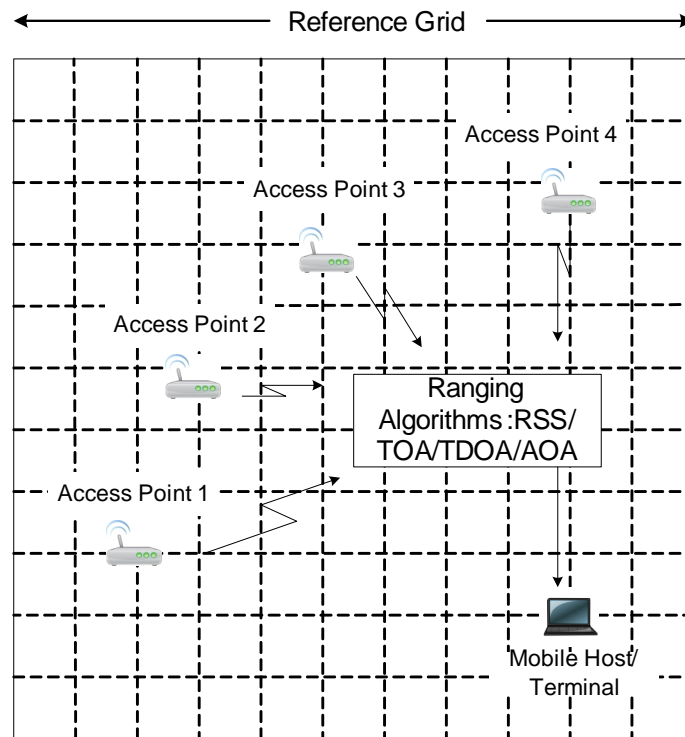 Reference Grid
Access Point 4
Access Point 3
Access Point 2
Ranging
Algorithms :RSS/
TOA/TDOA/AOA
Access Point 1
Mobile Host/
Terminal